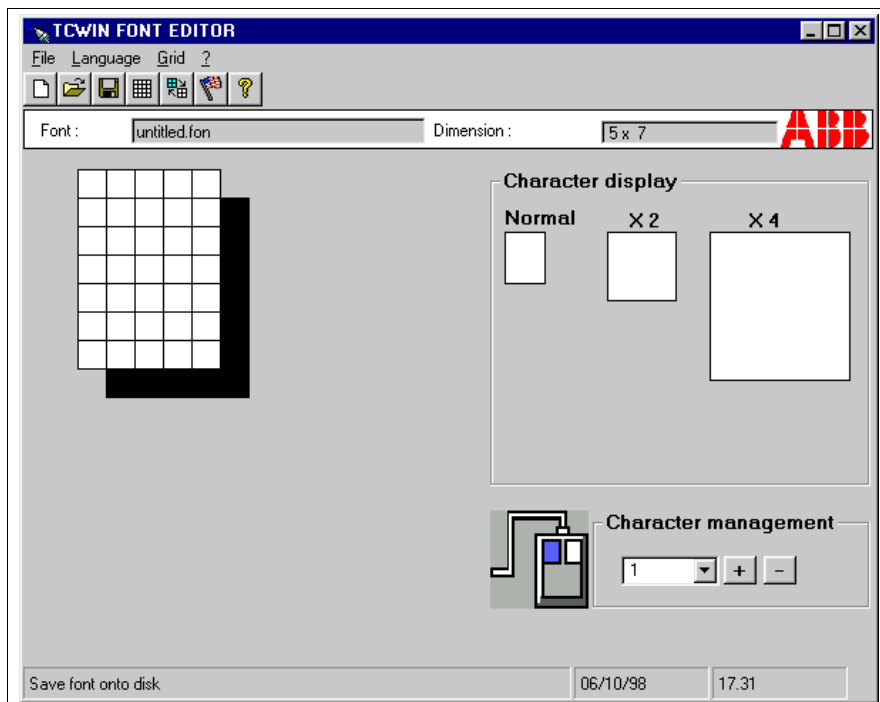 TCWIN FONT EDITOR
File Language Grid ?
Font : untitled.fon Dimension : 5 x 7 ABB
Character display
Normal X 2 X 4
Character management
1 + -
Save font onto disk 06/10/98 17.31